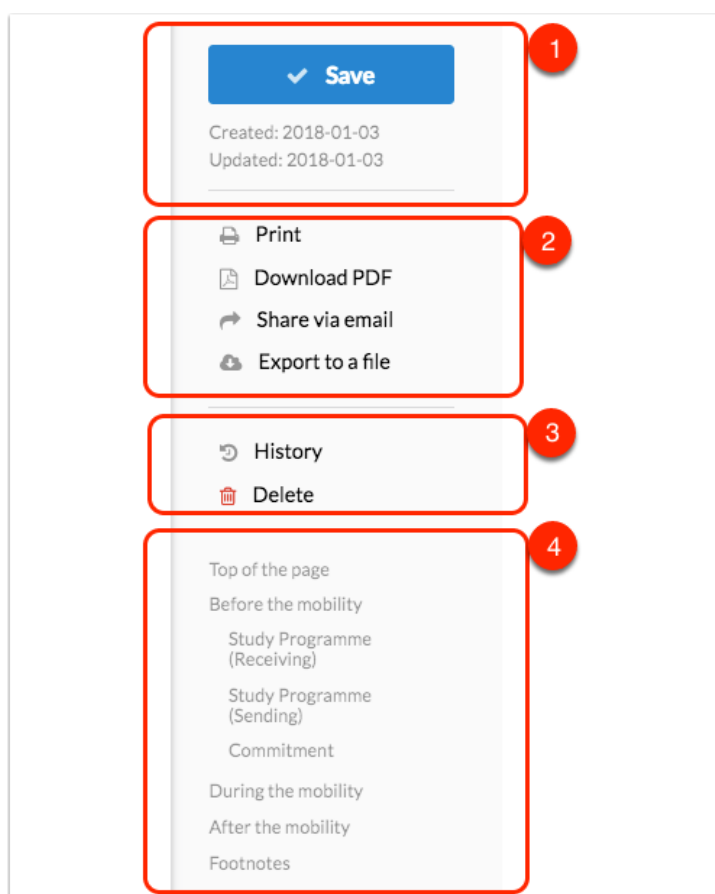 1
Save
Created: 2018-01-03
Updated: 2018-01-03
2
Print
Download PDF
Share via email
Export to a file
3
History
Delete
4
Top of the page
Before the mobility
Study Programme
(Receiving)
Study Programme
(Sending)
Commitment
During the mobility
After the mobility
Footnotes